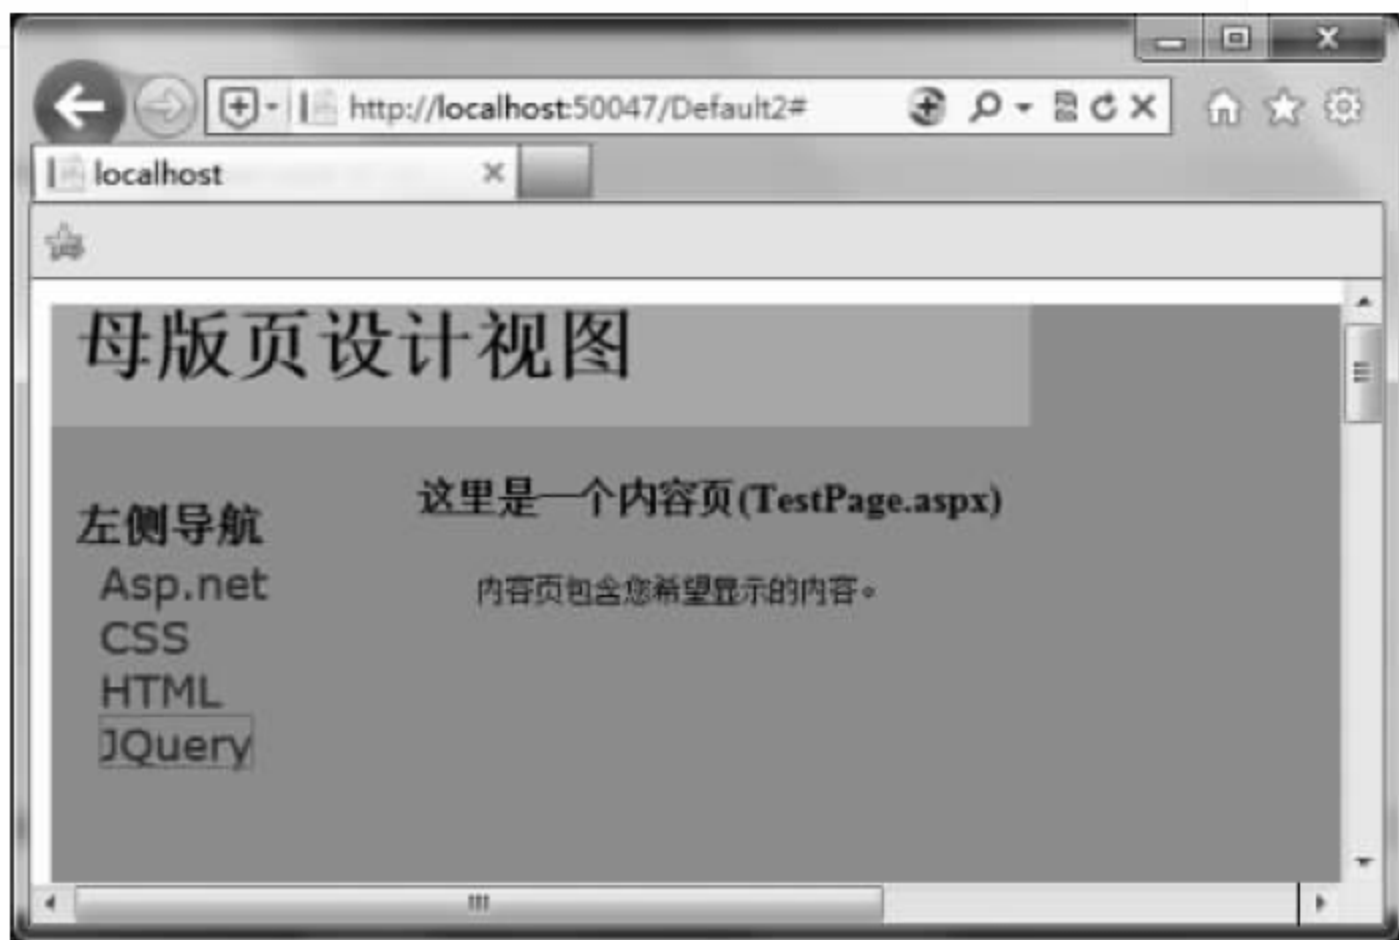 http://localhost:50047/Default2#
localhost
母版页设计视图
左侧导航
Asp.net
CSS
HTML
JQuery
这里是一个内容页(TestPage.aspx)
内容页包含您希望显示的内容。